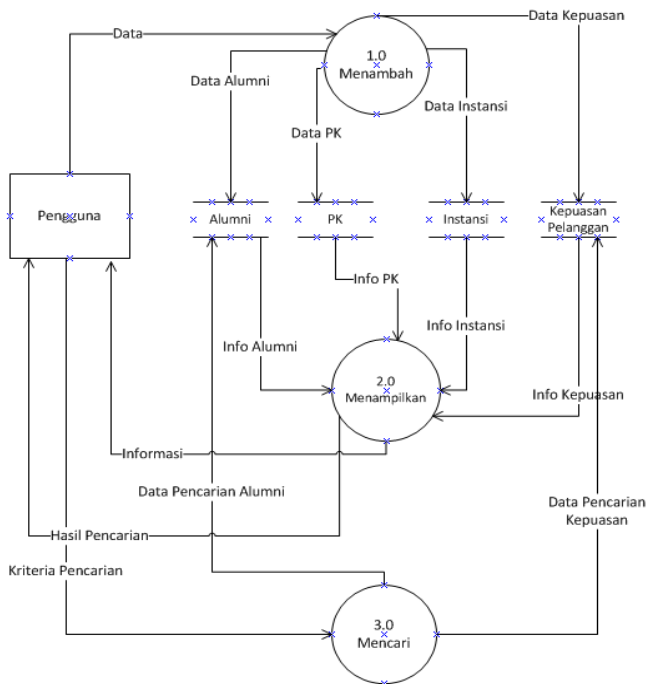 Data Kepuasan
Data
1.0
Menambah
Data Alumni
Data Instansi
Data PK
Pengguna
Alumni
PK
Instansi
Kepuasan
Pelanggan
Info PK
Info Instansi
Info Alumni
2.0
Menampilkan
Info Kepuasan
Informasi
Data Pencarian Alumni
Data Pencarian
Kepuasan
Hasil Pencarian
Kriteria Pencarian
3.0
Mencari